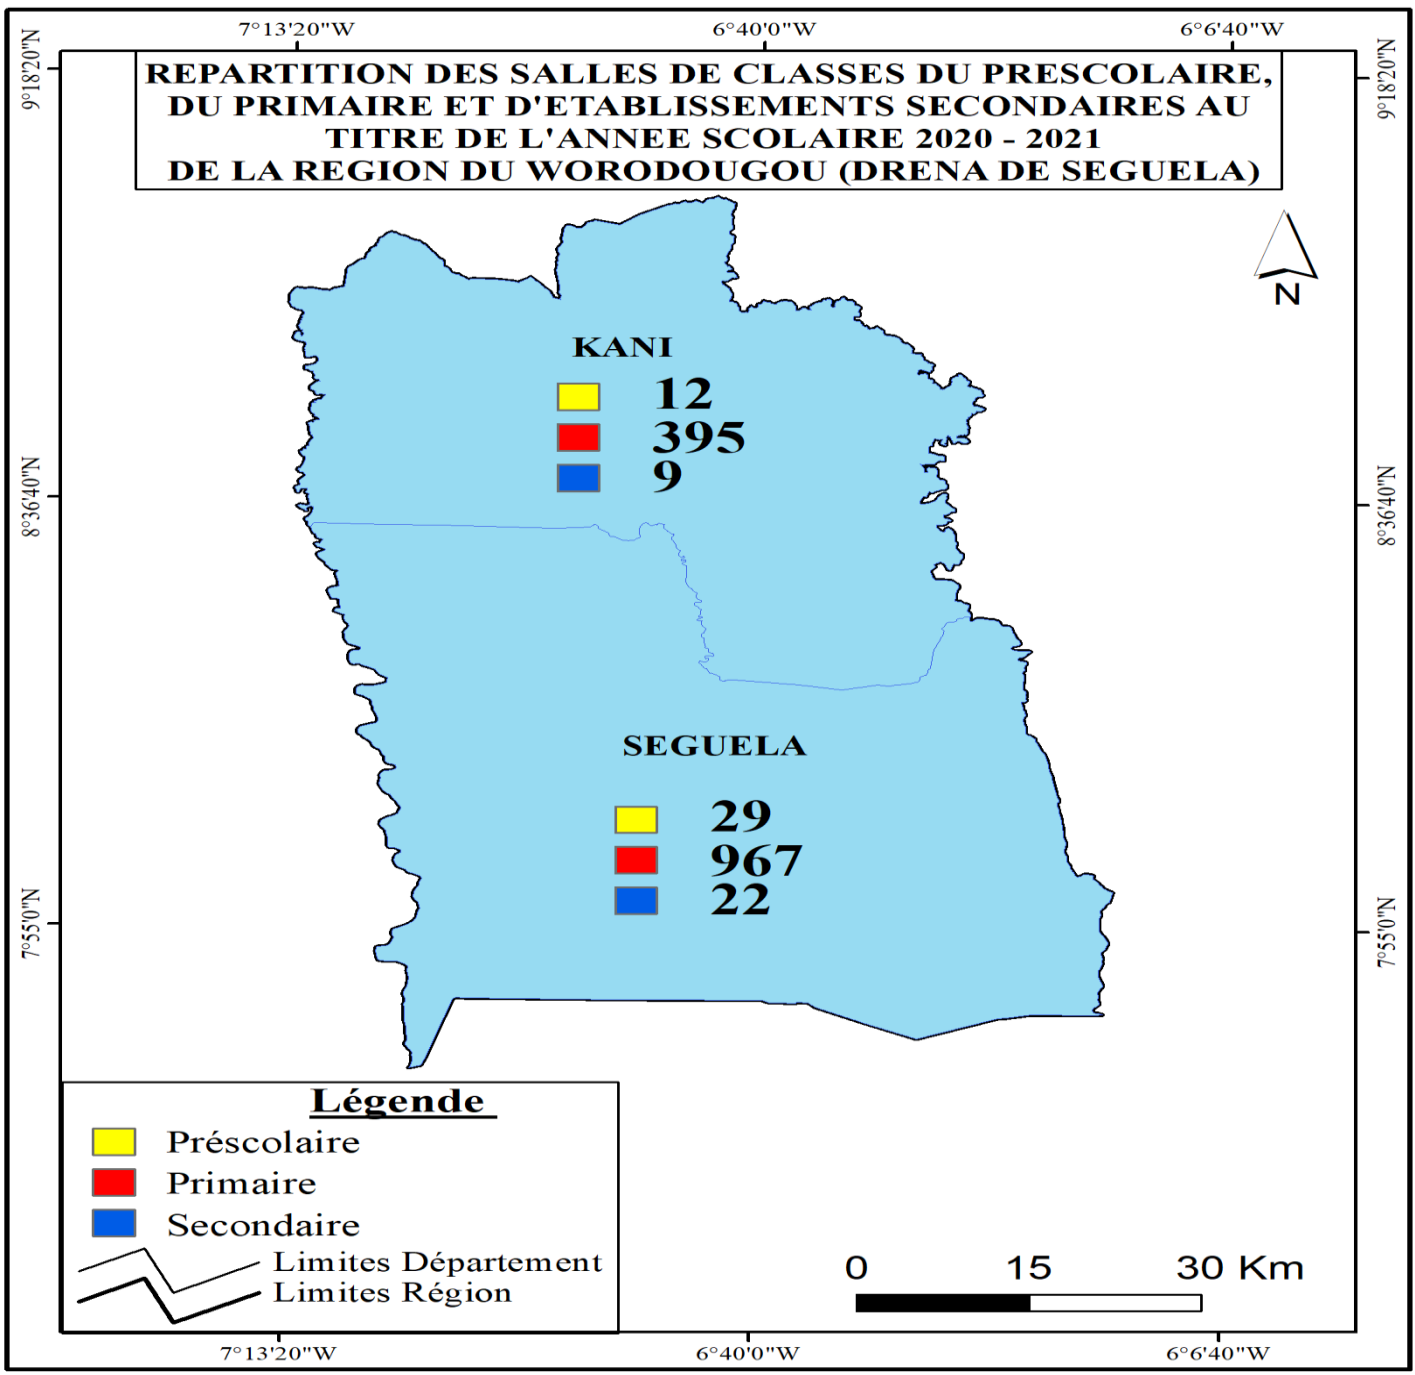 7°13'20"W 6°40'0"W 6°6'40"W
9°18'20"N
9°18'20"N
REPARTITION DES SALLES DE CLASSES DU PRESCOLAIRE,
DU PRIMAIRE ET D'ETABLISSEMENTS SECONDAIRES AU
TITRE DE L'ANNEE SCOLAIRE 2020 - 2021
DE LA REGION DU WORODOUGOU (DRENA DE SEGUELA)
N
KANI
12
395
9
8°36'40"N
8°36'40"N
SEGUELA
29
967
22
7°55'0"N
7°55'0"N
Légende
Préscolaire
Primaire
Secondaire
Limites Département
Limites Région
0 15 30 Km
7°13'20"W 6°40'0"W 6°6'40"W